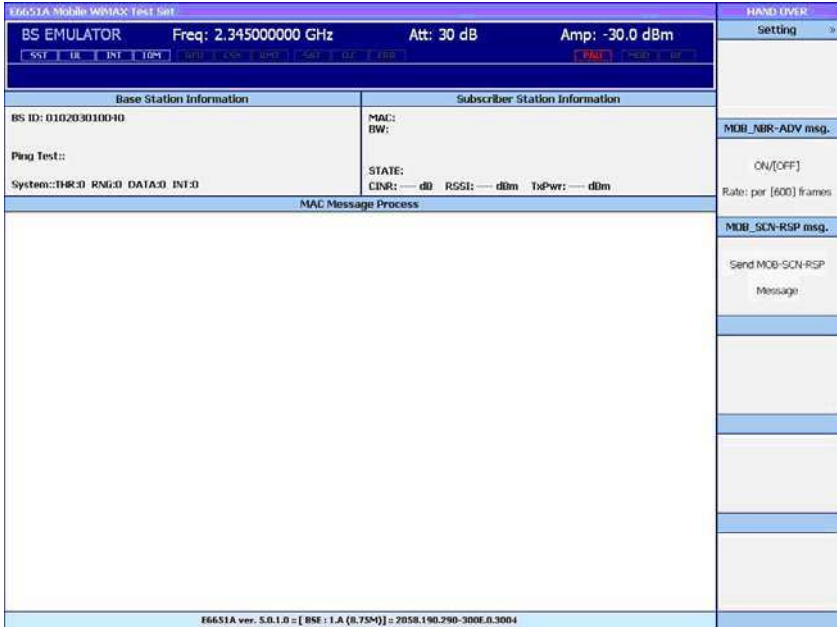 E6651A Mobile WiMAX Test Set
HAND OVER
BS EMULATOR Freq: 2.345000000 GHz Att: 30 dB Amp: -30.0 dBm
SST UL INT 10M PAU
Setting »
Base Station Information
Subscriber Station Information
BS ID: 010203010040
Ping Test::
System::THR:0 RNG:0 DATA:0 INT:0
MAC:
BW:
STATE:
CINR: --- dB RSSI: --- dBm TxPwr: --- dBm
MAC Message Process
MOB_NBR-ADV msg.
ON/[OFF]
Rate: per [600] frames
MOB_SCN-RSP msg.
Send MOB-SCN-RSP
Message
E6651A ver. 5.0.1.0 :: [ BSE : 1.A (8.75M)] :: 2058.190.290-300E.0.3004